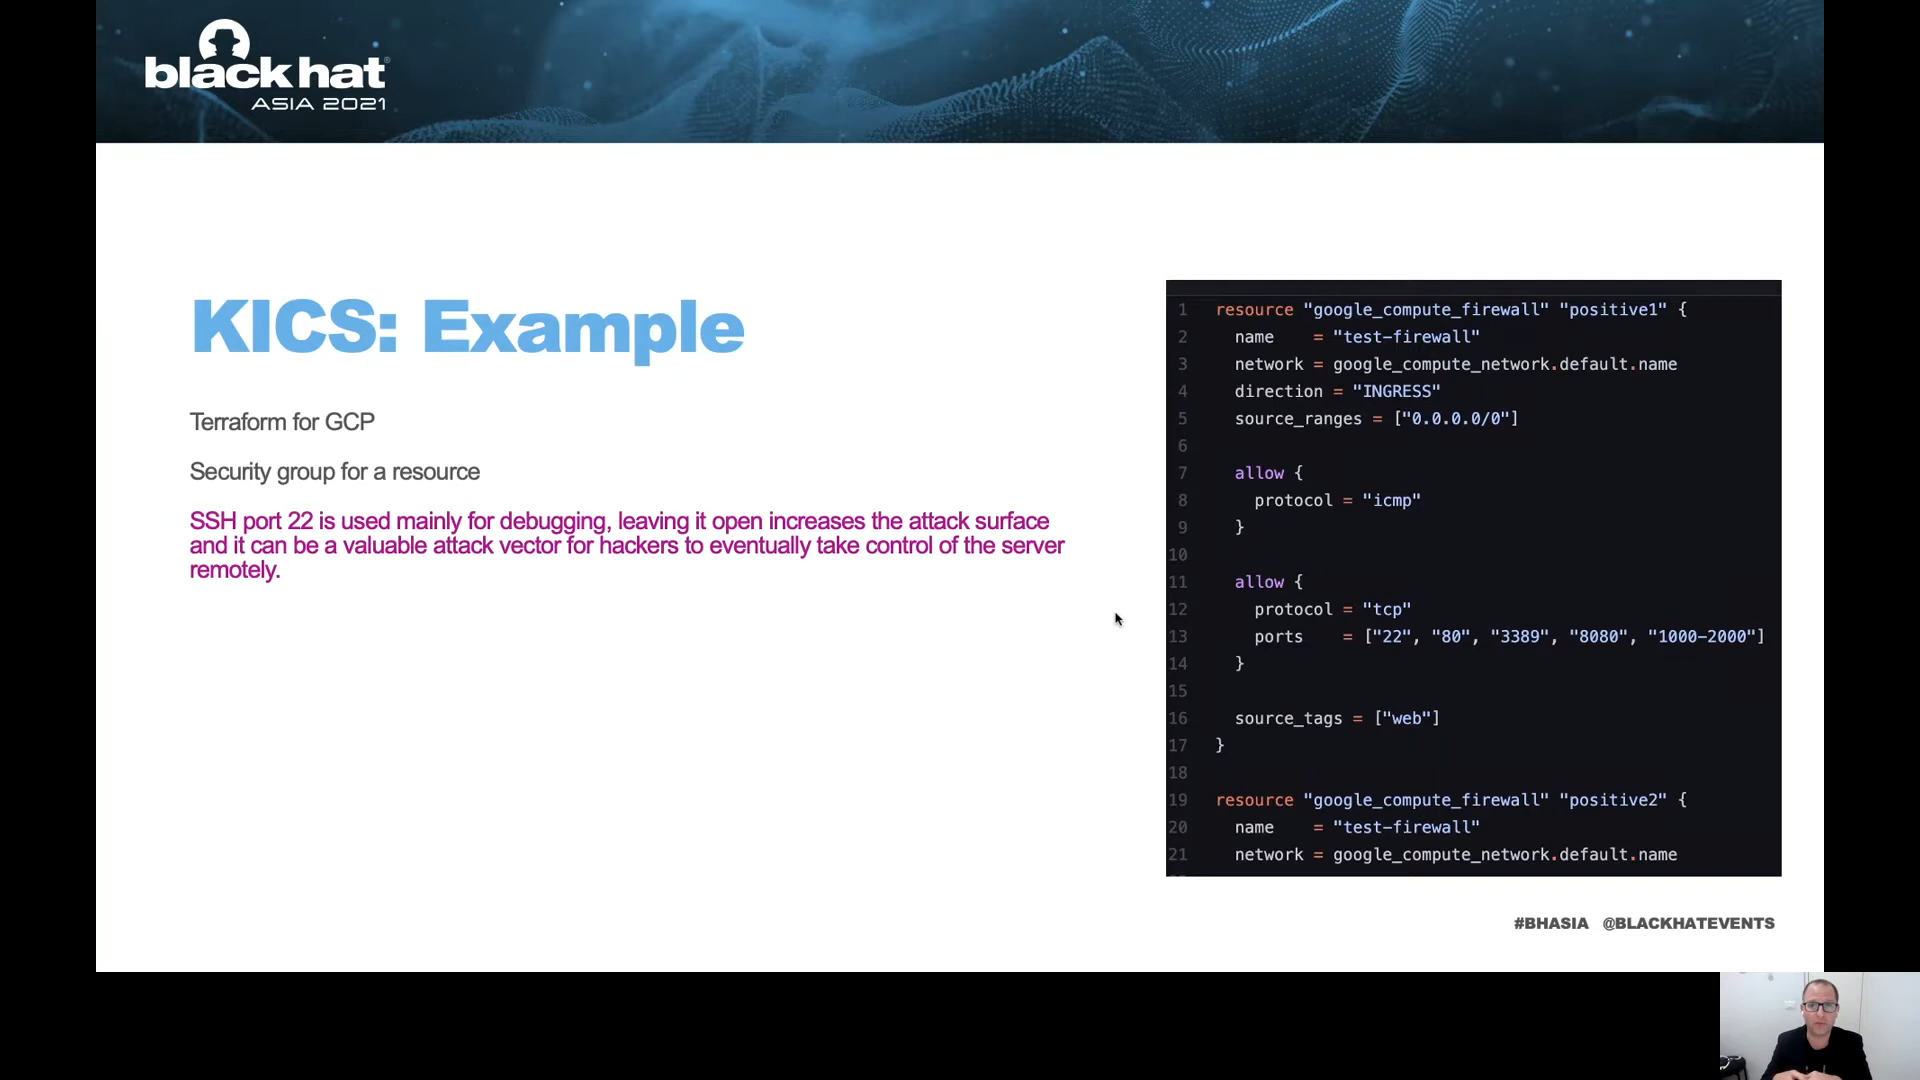 black hat®
ASIA 2021
KICS: Example
Terraform for GCP
Security group for a resource
SSH port 22 is used mainly for debugging, leaving it open increases the attack surface
and it can be a valuable attack vector for hackers to eventually take control of the server
remotely.
1 resource "google_compute_firewall" "positive1" {
2 name = "test-firewall"
3 network = google_compute_network.default.name
4 direction = "INGRESS"
5 source_ranges = ["0.0.0.0/0"]
6
7 allow {
8 protocol = "icmp"
9 }
10
11 allow {
12 protocol = "tcp"
13 ports = ["22", "80", "3389", "8080", "1000-2000"]
14 }
15
16 source_tags = ["web"]
17 }
18
19 resource "google_compute_firewall" "positive2" {
20 name = "test-firewall"
21 network = google_compute_network.default.name
#BHASIA @BLACKHATEVENTS